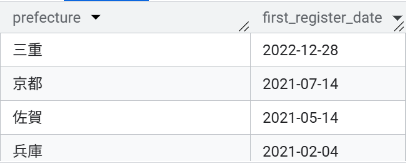 prefecture first_register_date
三重 2022-12-28
京都 2021-07-14
佐賀 2021-05-14
兵庫 2021-02-04